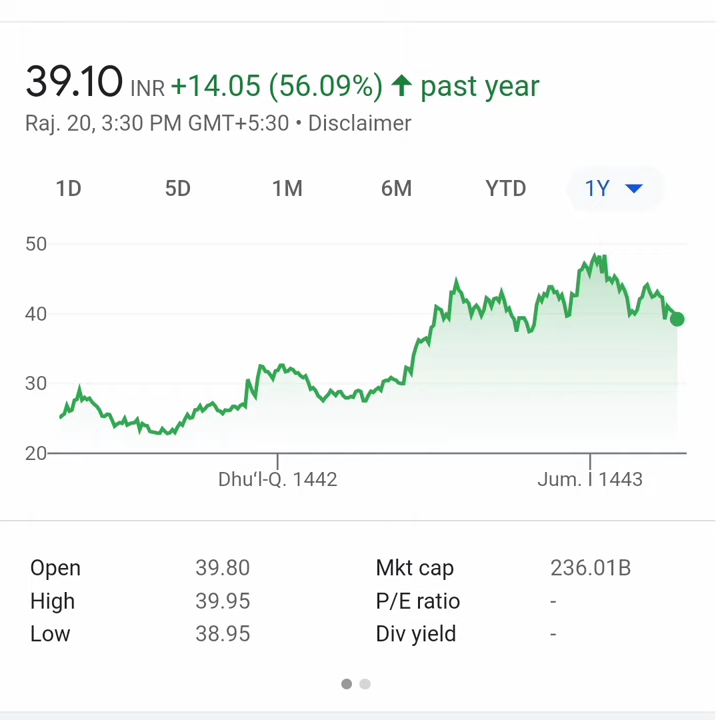 39.10 INR +14.05 (56.09%) ↑ past year
Raj. 20, 3:30 PM GMT+5:30 • Disclaimer
1D 5D 1M 6M YTD 1Y
50
40
30
20
Dhuʻl-Q. 1442 Jum. I 1443
Open 39.80 Mkt cap 236.01B
High 39.95 P/E ratio -
Low 38.95 Div yield -